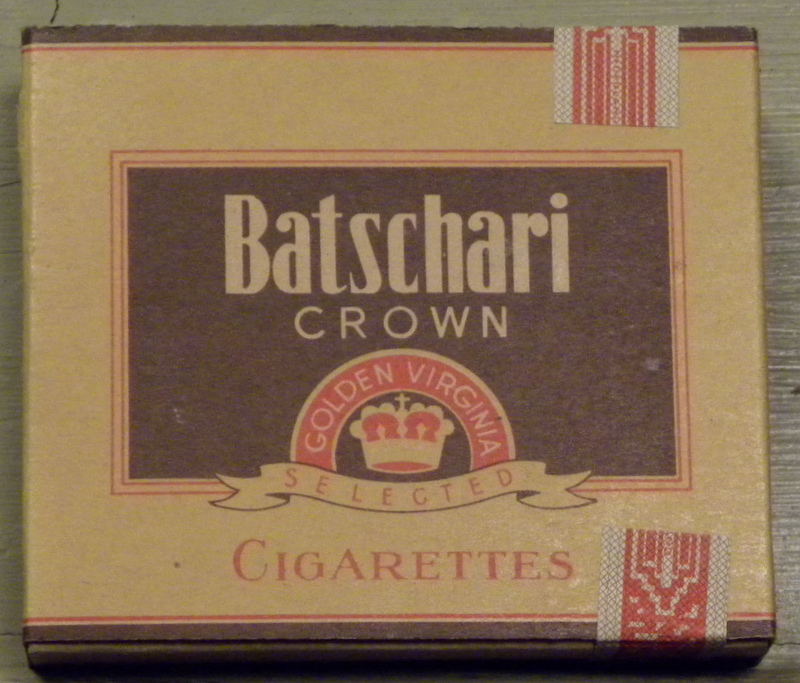 Batschari
CROWN
GOLDEN VIRGINIA
SELECTED
CIGARETTES